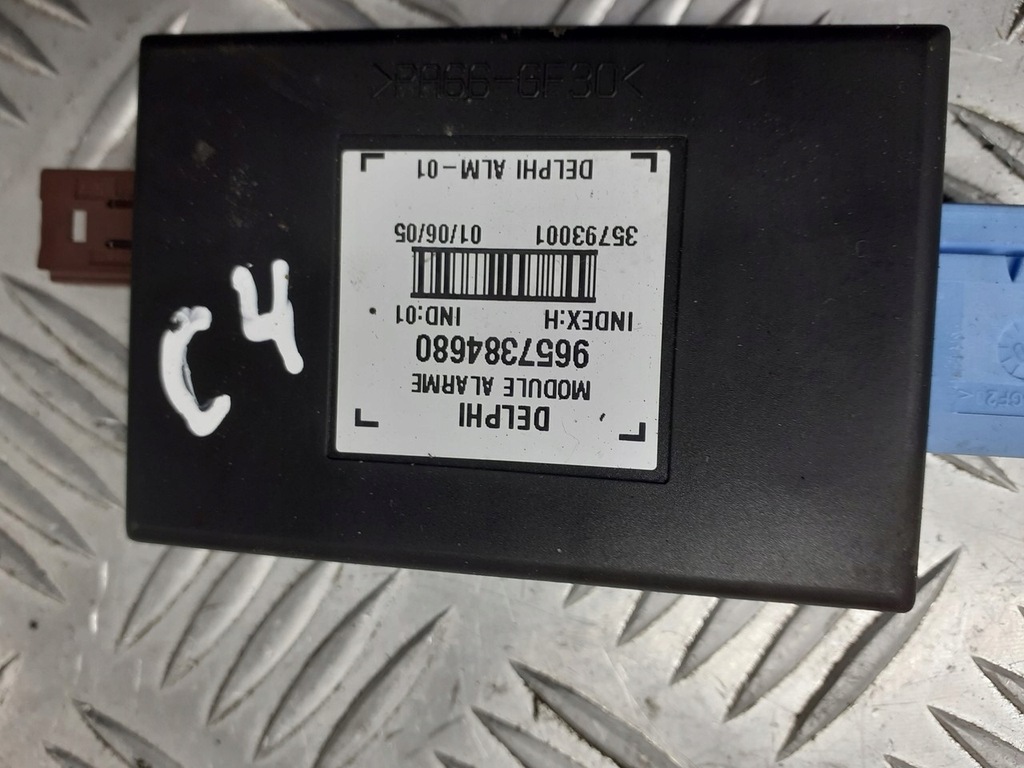 >PA66-GF30<
C4
DELPHI
MODULE ALARME
9657384680
INDEX:H IND:01
35793001 01/06/05
DELPHI ALM-01